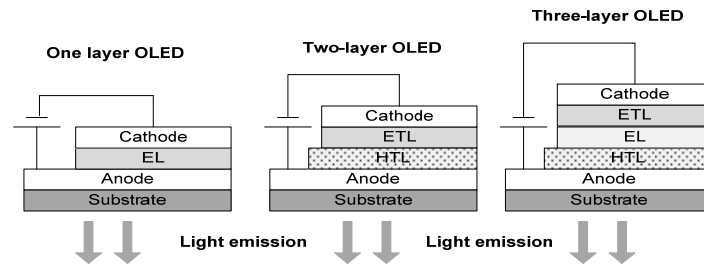 One layer OLED
Cathode
EL
Anode
Substrate
Two-layer OLED
Cathode
ETL
HTL
Anode
Substrate
Three-layer OLED
Cathode
ETL
EL
HTL
Anode
Substrate
Light emission
Light emission